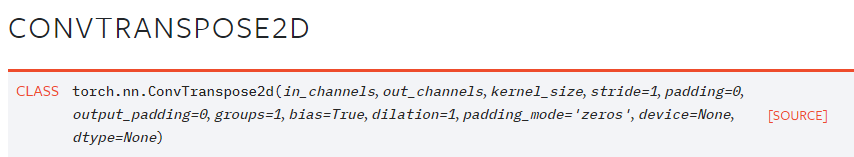 CONVTRANSPOSE2D
CLASS torch.nn.ConvTranspose2d(in_channels, out_channels, kernel_size, stride=1, padding=0,
output_padding=0, groups=1, bias=True, dilation=1, padding_mode='zeros', device=None,
[SOURCE]
dtype=None)